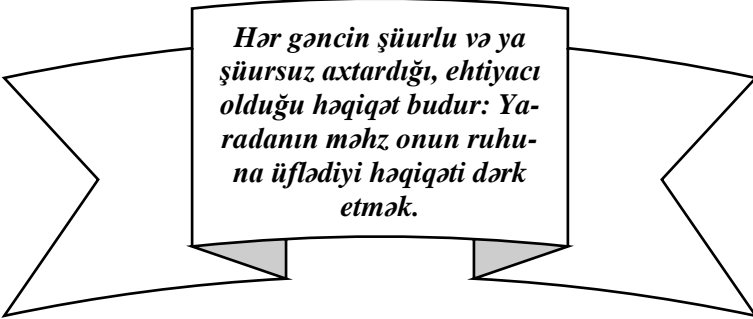 Hər gəncin şüurlu və ya
şüursuz axtardığı, ehtiyacı
olduğu həqiqət budur: Ya-
radanın məhz onun ruhu-
na üflədiyi həqiqəti dərk
etmək.